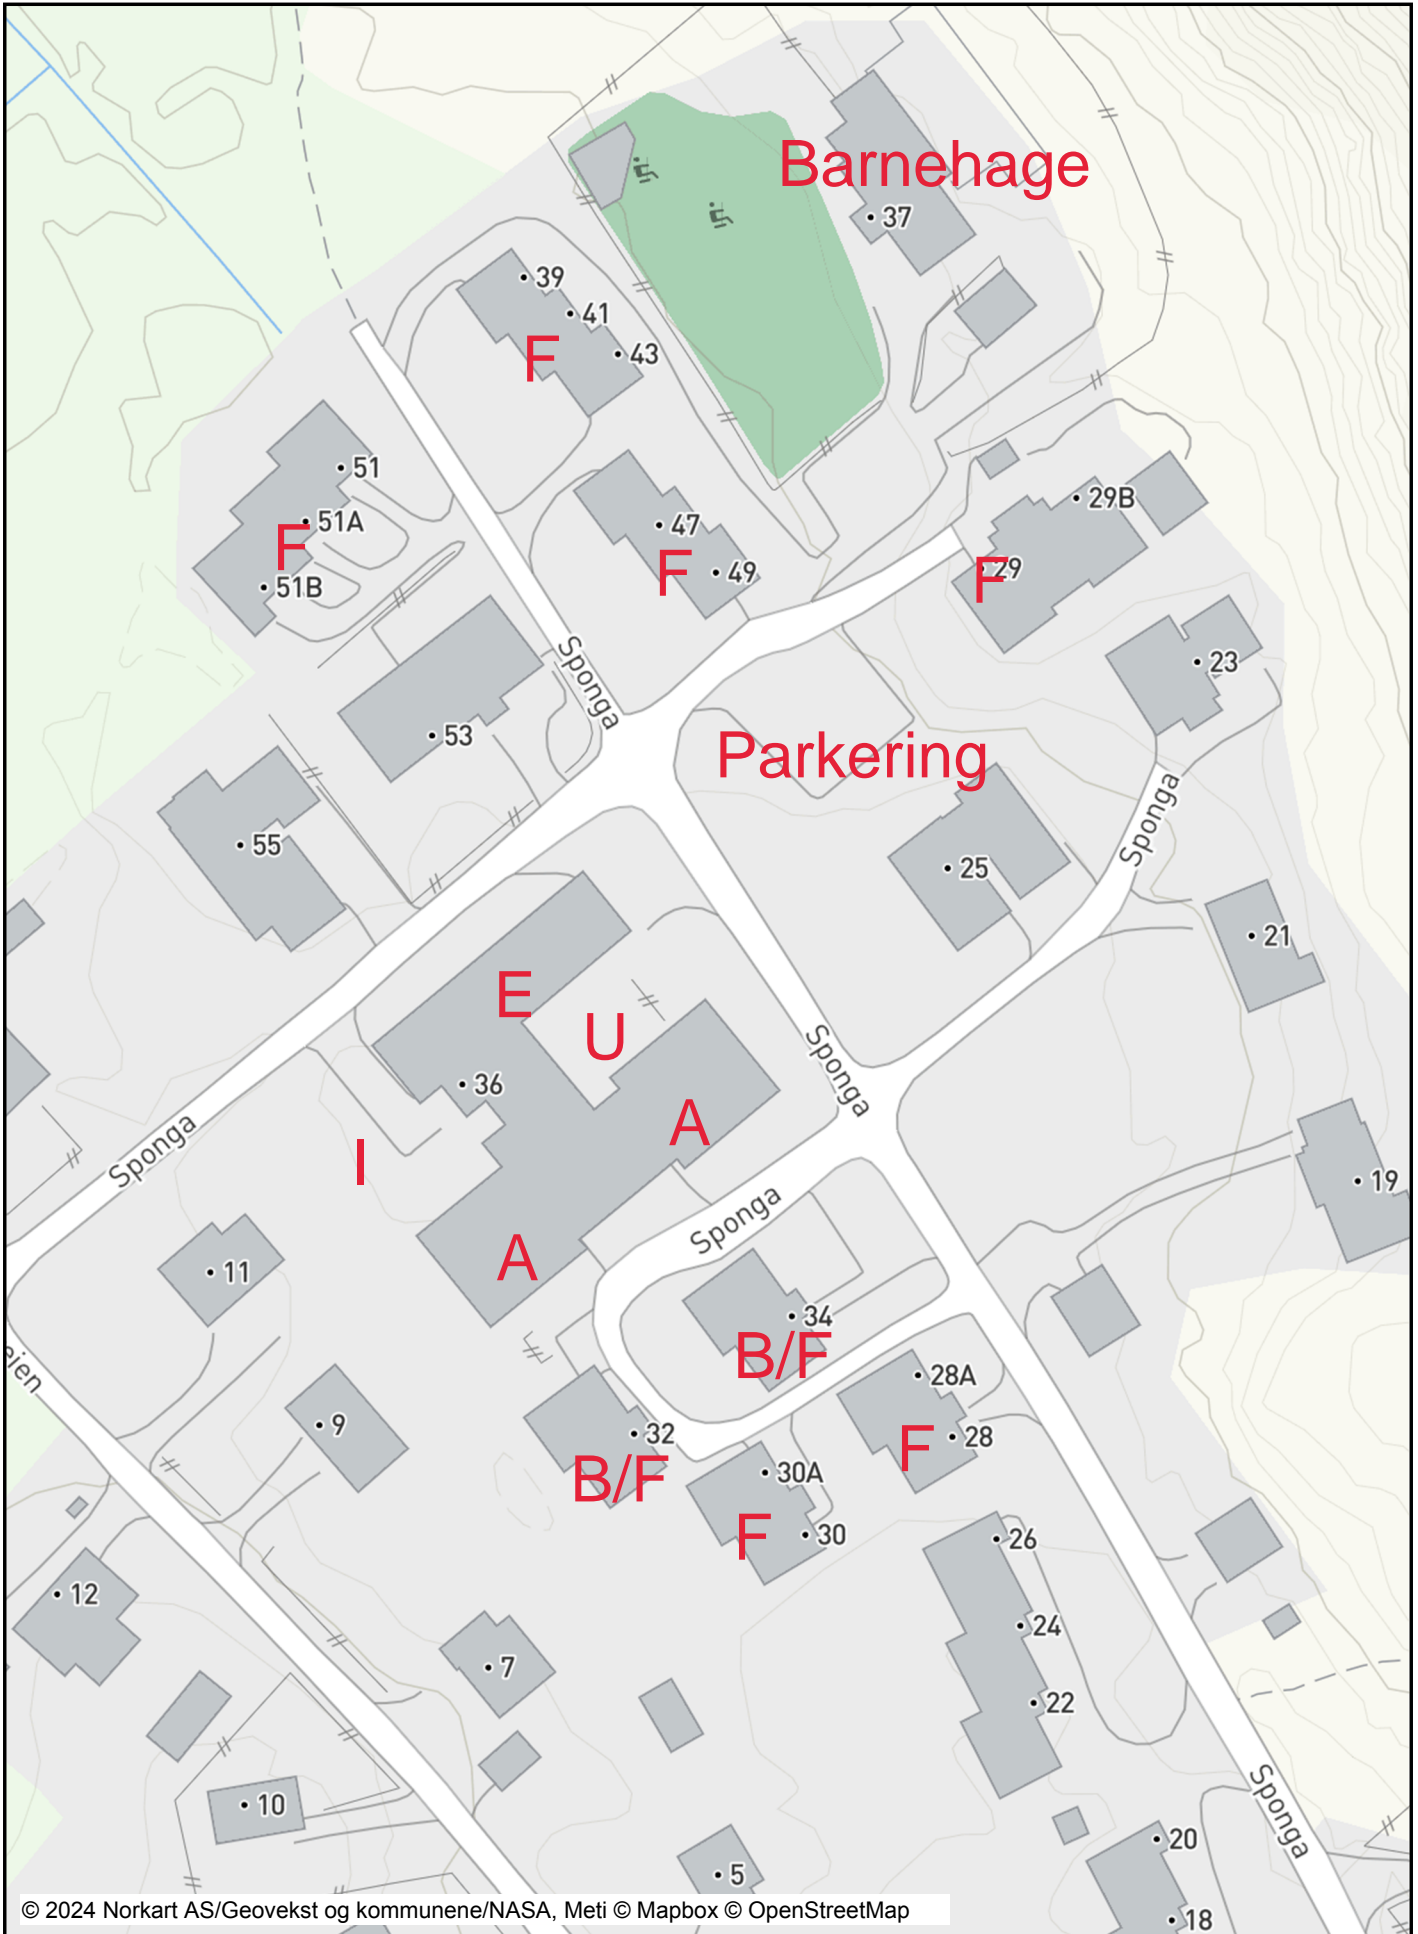 Barnehage
37
39
41
43
F
51
51A
F
51B
47
F
49
29B
F
29
23
Sponga
53
Parkering
55
25
Sponga
21
E
U
Sponga
36
A
Sponga
I
19
Sponga
A
11
34
B/F
eien
28A
9
32
F
28
B/F
30A
F
30
26
12
24
7
22
10
Sponga
20
5
18
© 2024 Norkart AS/Geovekst og kommunene/NASA, Meti © Mapbox © OpenStreetMap